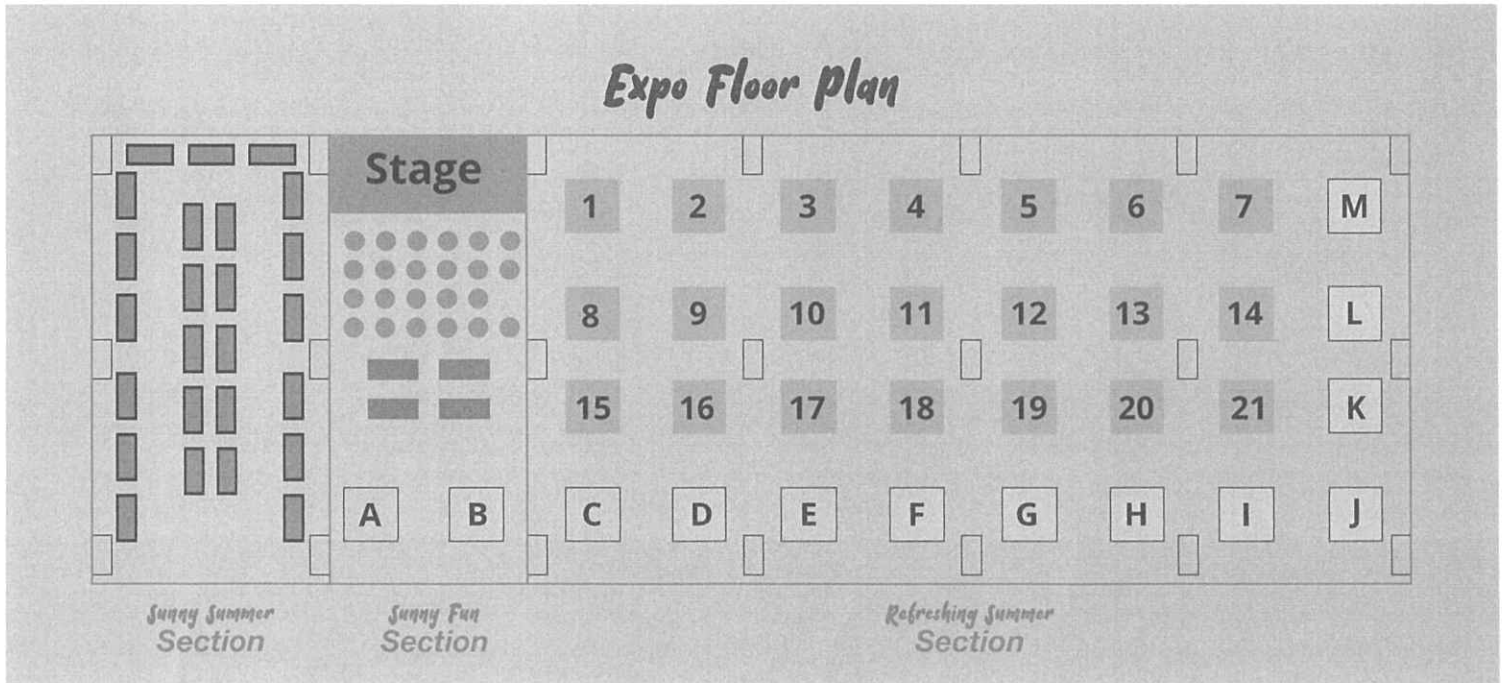 Expo Floor Plan
Stage
1 2 3 4 5 6 7 M
8 9 10 11 12 13 14 L
15 16 17 18 19 20 21 K
A B C D E F G H I J
Sunny Summer
Section
Sunny Fun
Section
Refreshing Summer
Section